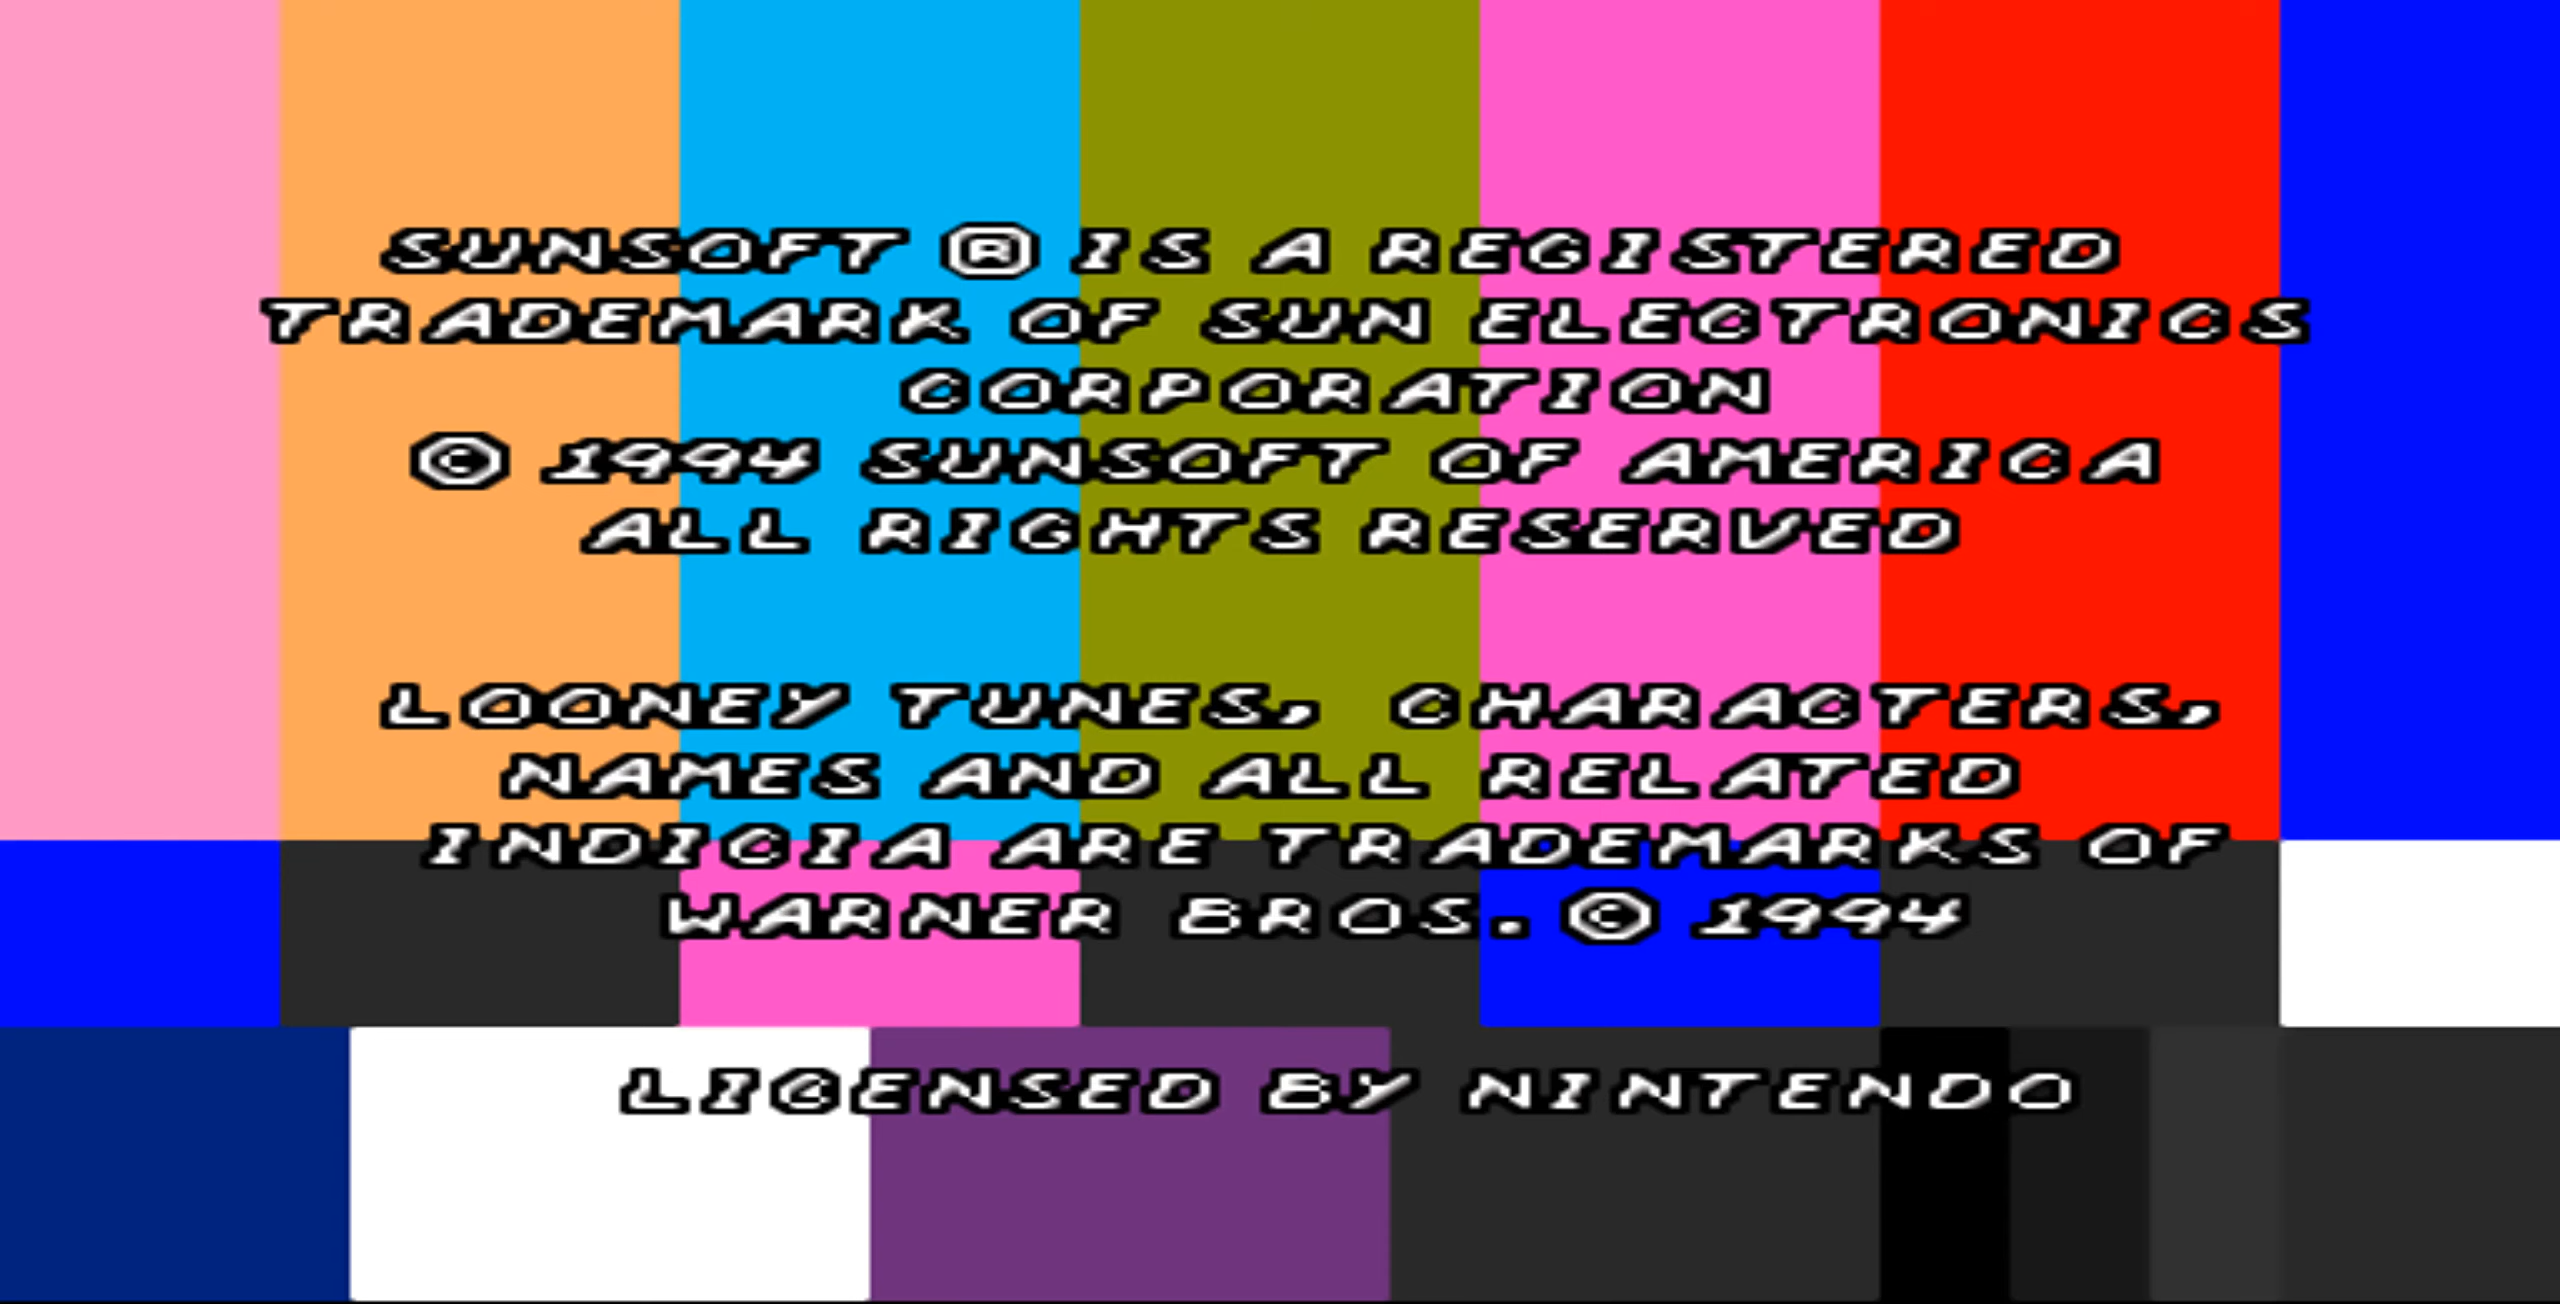 SUNSOFT ® IS A REGISTERED
TRADEMARK OF SUN ELECTRONICS
CORPORATION
© 1994 SUNSOFT OF AMERICA
ALL RIGHTS RESERVED
LOONEY TUNES, CHARACTERS,
NAMES AND ALL RELATED
INDICIA ARE TRADEMARKS OF
WARNER BROS. © 1994
LICENSED BY NINTENDO